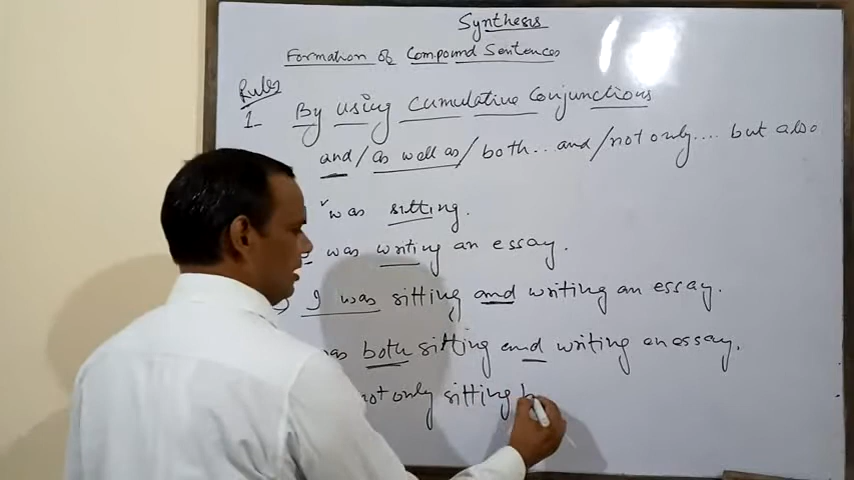 Synthesis
Formation of Compound Sentences
Rules
1. By using Cumulative Conjunctions
and/as well as/both... and/not only.... but also
was sitting.
was writing an essay.
I was sitting and writing an essay.
both sitting and writing an essay.
not only sitting b